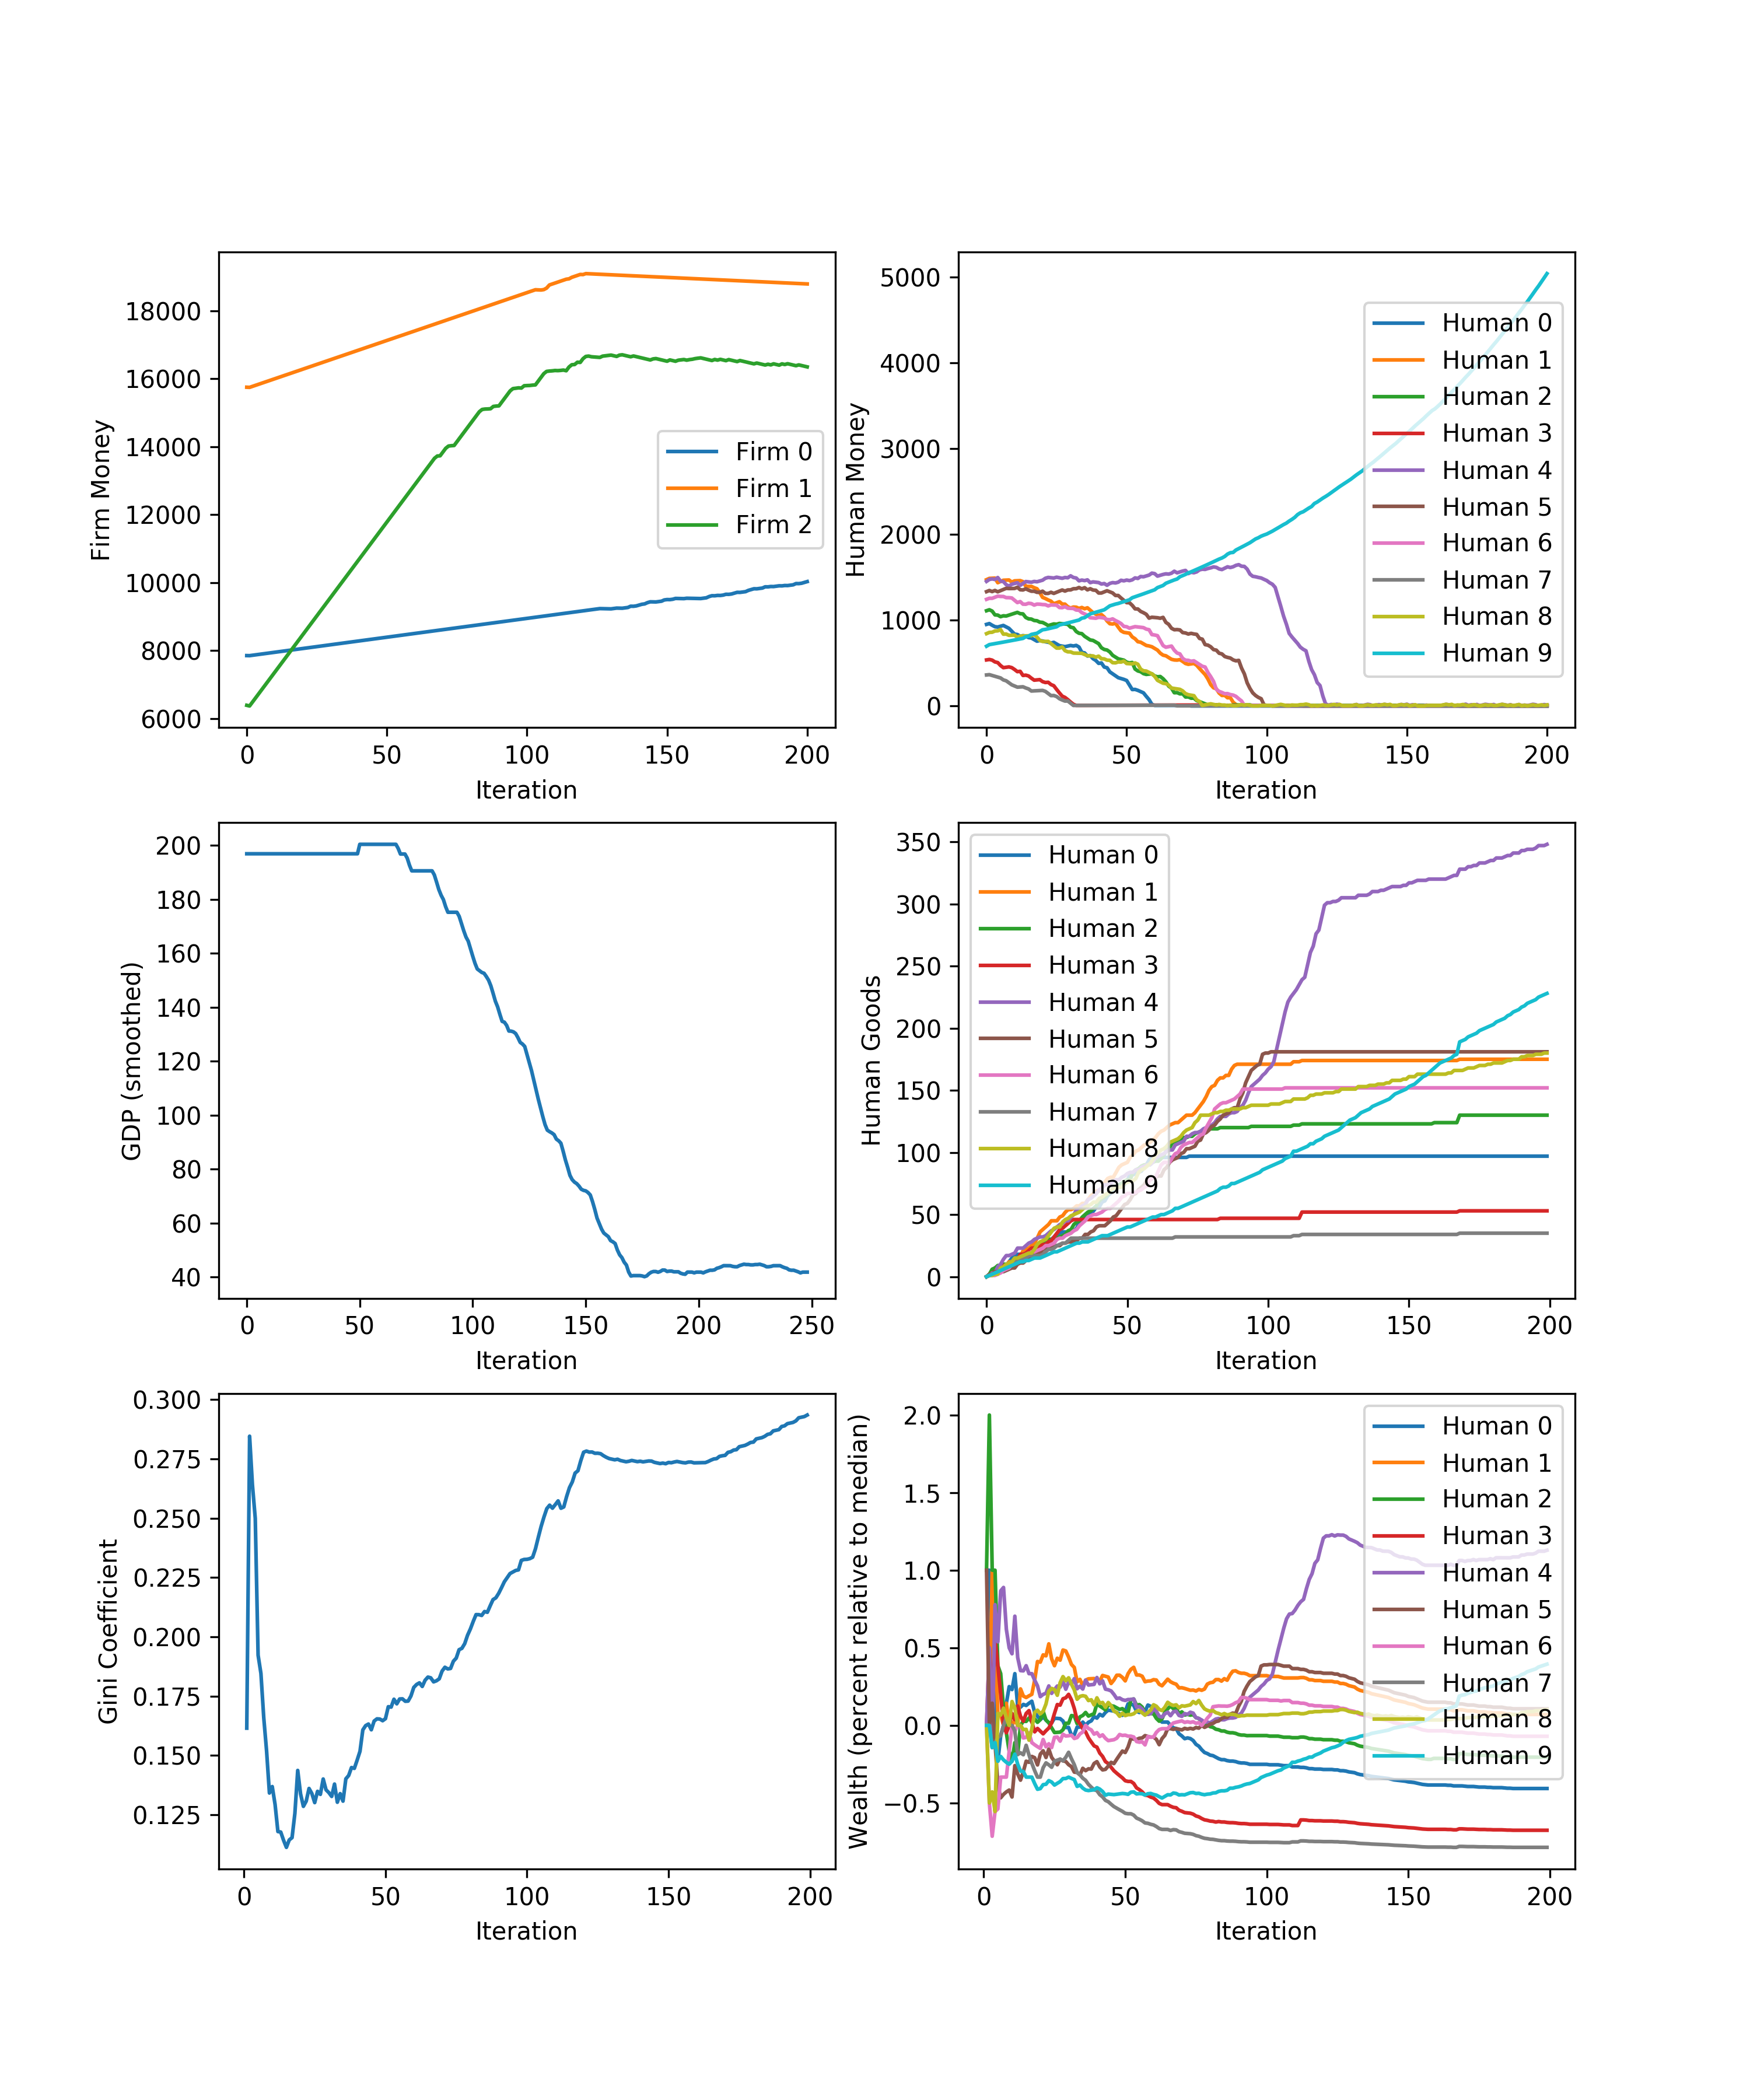 Firm Money
18000
16000
14000
12000
10000
8000
6000
0 50 100 150 200
Iteration
Firm 0
Firm 1
Firm 2
Human Money
5000
4000
3000
2000
1000
0
0 50 100 150 200
Iteration
Human 0
Human 1
Human 2
Human 3
Human 4
Human 5
Human 6
Human 7
Human 8
Human 9
GDP (smoothed)
200
180
160
140
120
100
80
60
40
0 50 100 150 200 250
Iteration
Human Goods
350
300
250
200
150
100
50
0
0 50 100 150 200
Iteration
Human 0
Human 1
Human 2
Human 3
Human 4
Human 5
Human 6
Human 7
Human 8
Human 9
Gini Coefficient
0.300
0.275
0.250
0.225
0.200
0.175
0.150
0.125
0 50 100 150 200
Iteration
Wealth (percent relative to median)
2.0
1.5
1.0
0.5
0.0
−0.5
0 50 100 150 200
Iteration
Human 0
Human 1
Human 2
Human 3
Human 4
Human 5
Human 6
Human 7
Human 8
Human 9